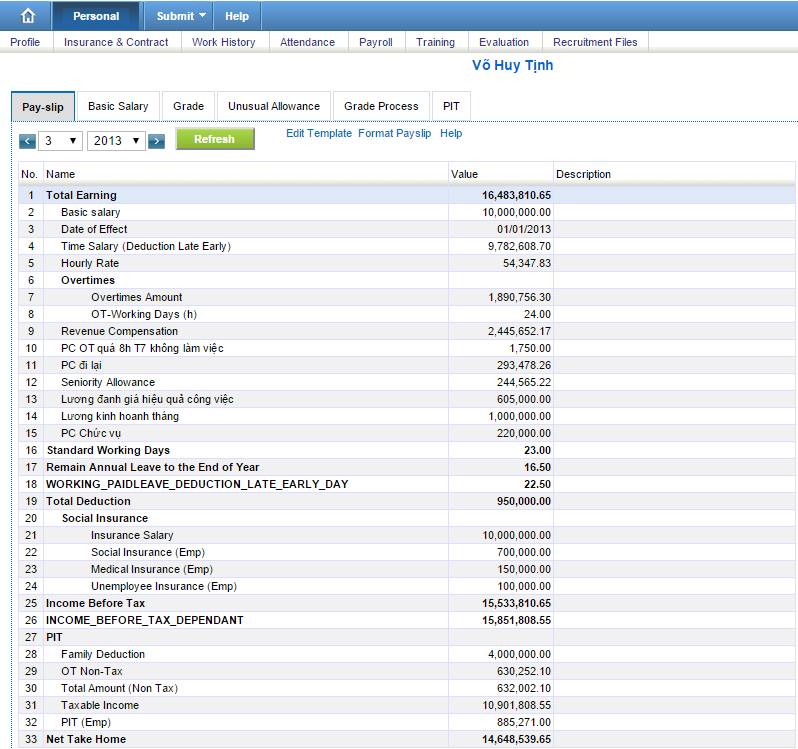 Personal Submit Help
Profile Insurance & Contract Work History Attendance Payroll Training Evaluation Recruitment Files
Võ Huy Tịnh
Pay-slip Basic Salary Grade Unusual Allowance Grade Process PIT
< 3 2013 > Refresh Edit Template Format Payslip Help
No. Name Value Description
1 Total Earning 16,483,810.65
2 Basic salary 10,000,000.00
3 Date of Effect 01/01/2013
4 Time Salary (Deduction Late Early) 9,782,608.70
5 Hourly Rate 54,347.83
6 Overtimes
7 Overtimes Amount 1,890,756.30
8 OT-Working Days (h) 24.00
9 Revenue Compensation 2,445,652.17
10 PC OT quá 8h T7 không làm việc 1,750.00
11 PC đi lại 293,478.26
12 Seniority Allowance 244,565.22
13 Lương đanh giá hiệu quả công việc 605,000.00
14 Lương kinh hoanh tháng 1,000,000.00
15 PC Chức vụ 220,000.00
16 Standard Working Days 23.00
17 Remain Annual Leave to the End of Year 16.50
18 WORKING_PAIDLEAVE_DEDUCTION_LATE_EARLY_DAY 22.50
19 Total Deduction 950,000.00
20 Social Insurance
21 Insurance Salary 10,000,000.00
22 Social Insurance (Emp) 700,000.00
23 Medical Insurance (Emp) 150,000.00
24 Unemployee Insurance (Emp) 100,000.00
25 Income Before Tax 15,533,810.65
26 INCOME_BEFORE_TAX_DEPENDANT 15,851,808.55
27 PIT
28 Family Deduction 4,000,000.00
29 OT Non-Tax 630,252.10
30 Total Amount (Non Tax) 632,002.10
31 Taxable Income 10,901,808.55
32 PIT (Emp) 885,271.00
33 Net Take Home 14,648,539.65